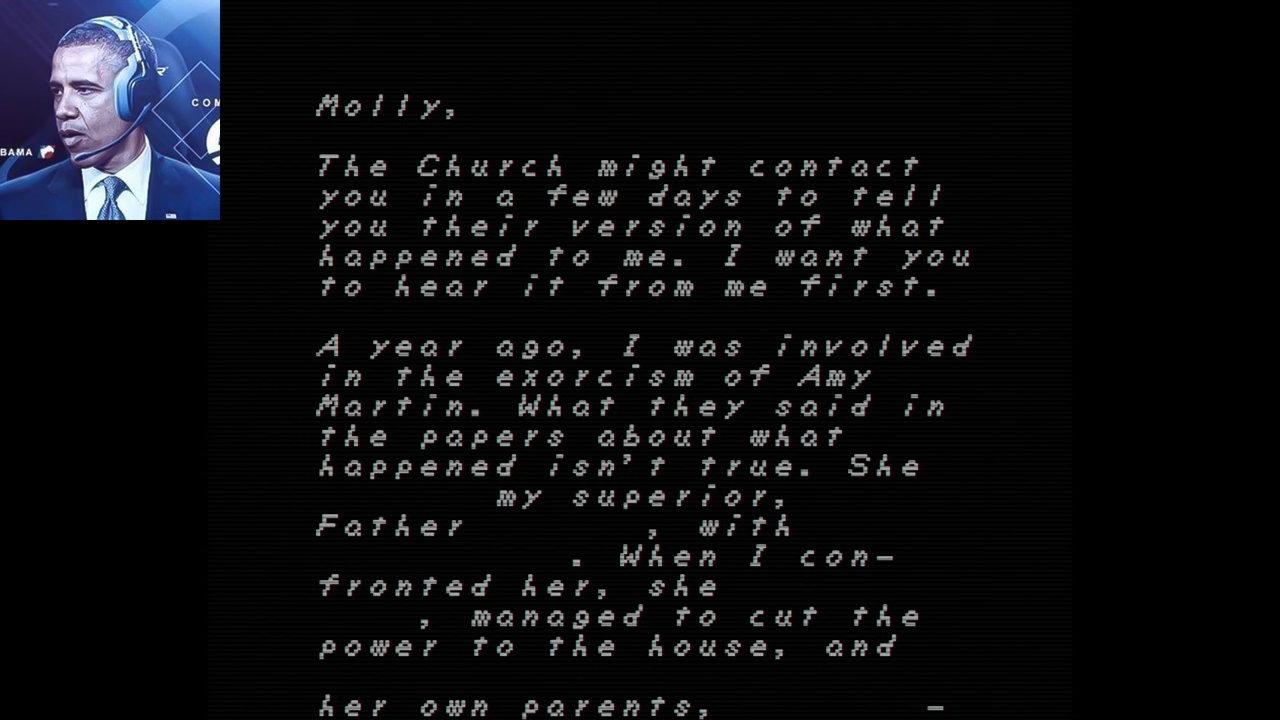 COM
BAMA
Molly,
The Church might contact
you in a few days to tell
you their version of what
happened to me. I want you
to hear it from me first.
A year ago, I was involved
in the exorcism of Amy
Martin. What they said in
the papers about what
happened isn't true. She
my superior,
Father , with
. When I con-
fronted her, she
, managed to cut the
power to the house, and
her own parents, -